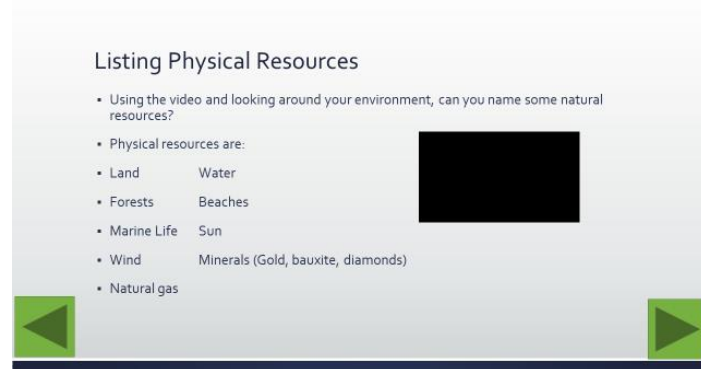 Listing Physical Resources
▪ Using the video and looking around your environment, can you name some natural
resources?
▪ Physical resources are:
▪ Land Water
▪ Forests Beaches
▪ Marine Life Sun
▪ Wind Minerals (Gold, bauxite, diamonds)
▪ Natural gas